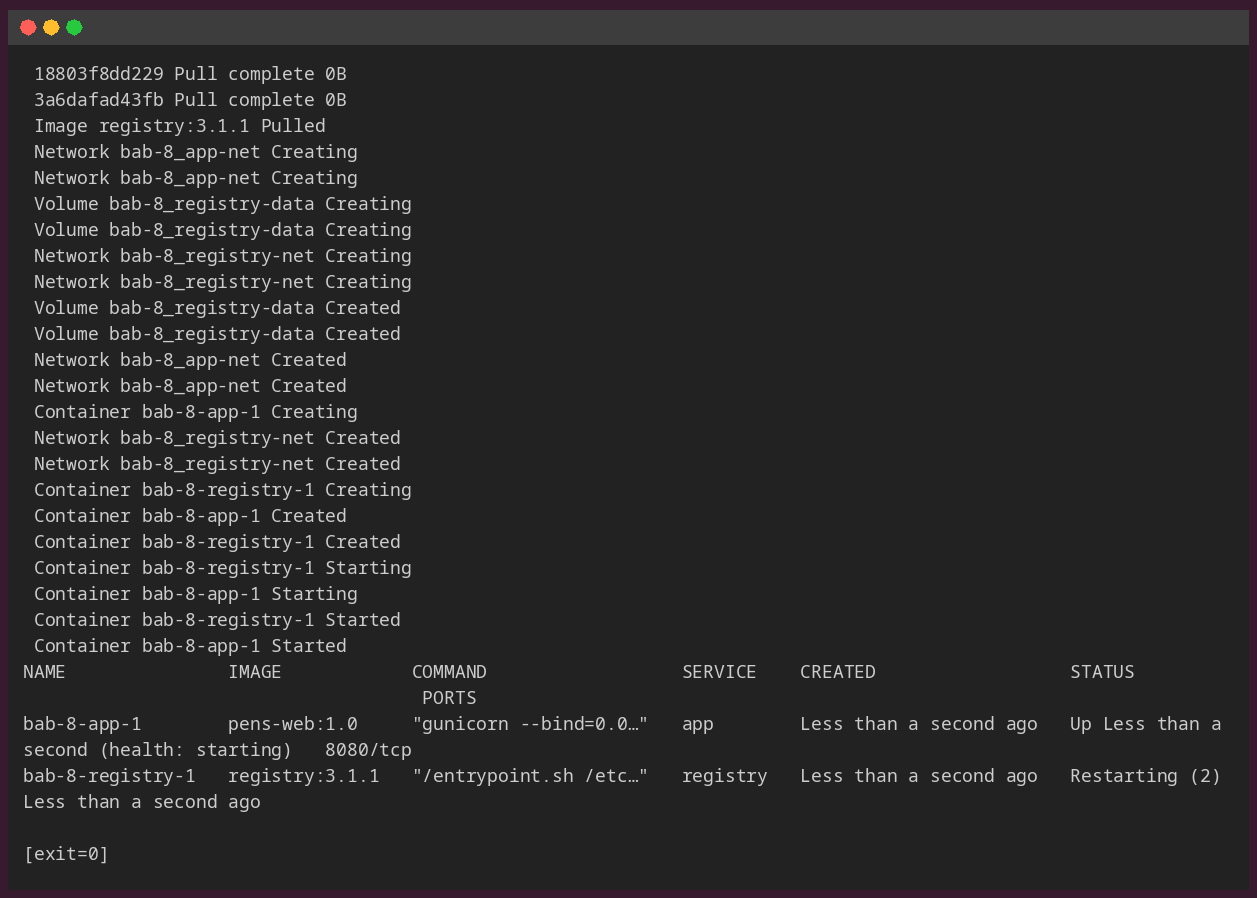 18803f8dd229 Pull complete 0B
3a6dafad43fb Pull complete 0B
Image registry:3.1.1 Pulled
Network bab-8_app-net Creating
Network bab-8_app-net Creating
Volume bab-8_registry-data Creating
Volume bab-8_registry-data Creating
Network bab-8_registry-net Creating
Network bab-8_registry-net Creating
Volume bab-8_registry-data Created
Volume bab-8_registry-data Created
Network bab-8_app-net Created
Network bab-8_app-net Created
Container bab-8-app-1 Creating
Network bab-8_registry-net Created
Network bab-8_registry-net Created
Container bab-8-registry-1 Creating
Container bab-8-app-1 Created
Container bab-8-registry-1 Created
Container bab-8-registry-1 Starting
Container bab-8-app-1 Starting
Container bab-8-registry-1 Started
Container bab-8-app-1 Started
NAME               IMAGE            COMMAND                  SERVICE    CREATED                  STATUS
                                     PORTS
bab-8-app-1        pens-web:1.0     "gunicorn --bind=0.0…"   app        Less than a second ago   Up Less than a
second (health: starting)   8080/tcp
bab-8-registry-1   registry:3.1.1   "/entrypoint.sh /etc…"   registry   Less than a second ago   Restarting (2)
Less than a second ago
[exit=0]